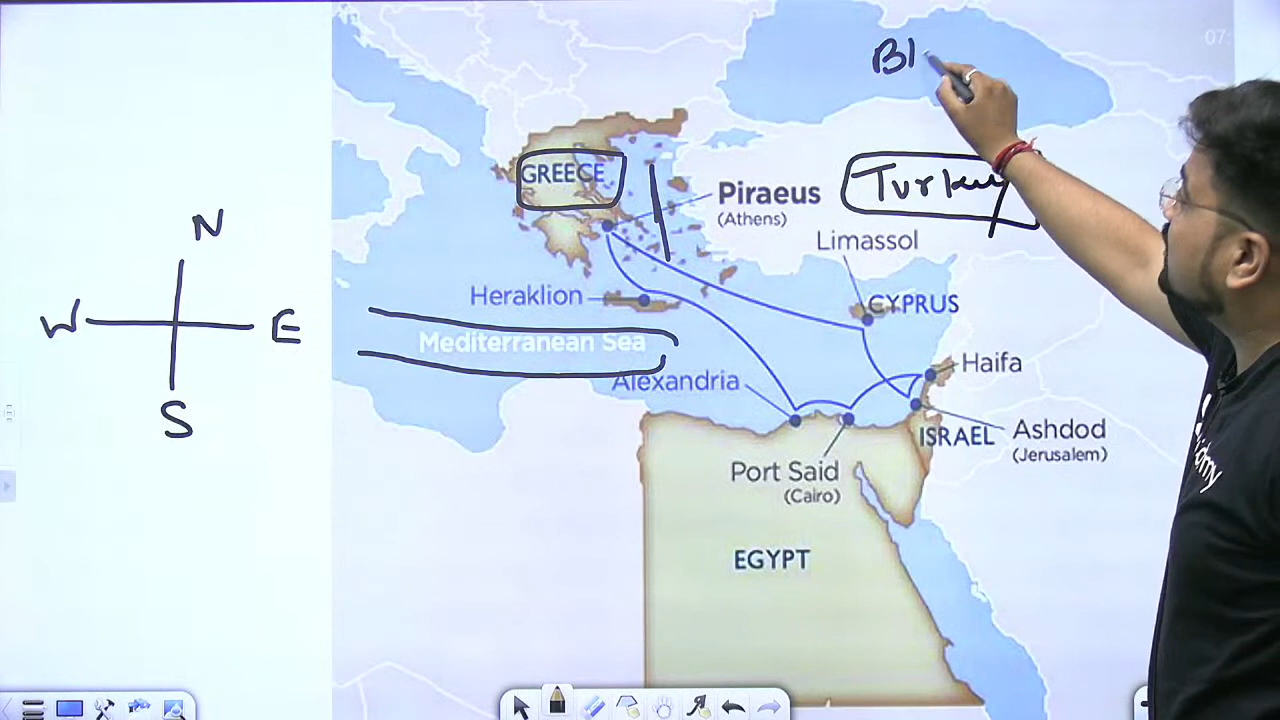 07:
Bl
GREECE
Turkey
Piraeus
(Athens)
Limassol
N
Heraklion
CYPRUS
W
E
Mediterranean Sea
Haifa
Alexandria
S
ISRAEL
Ashdod
(Jerusalem)
Port Said
(Cairo)
EGYPT